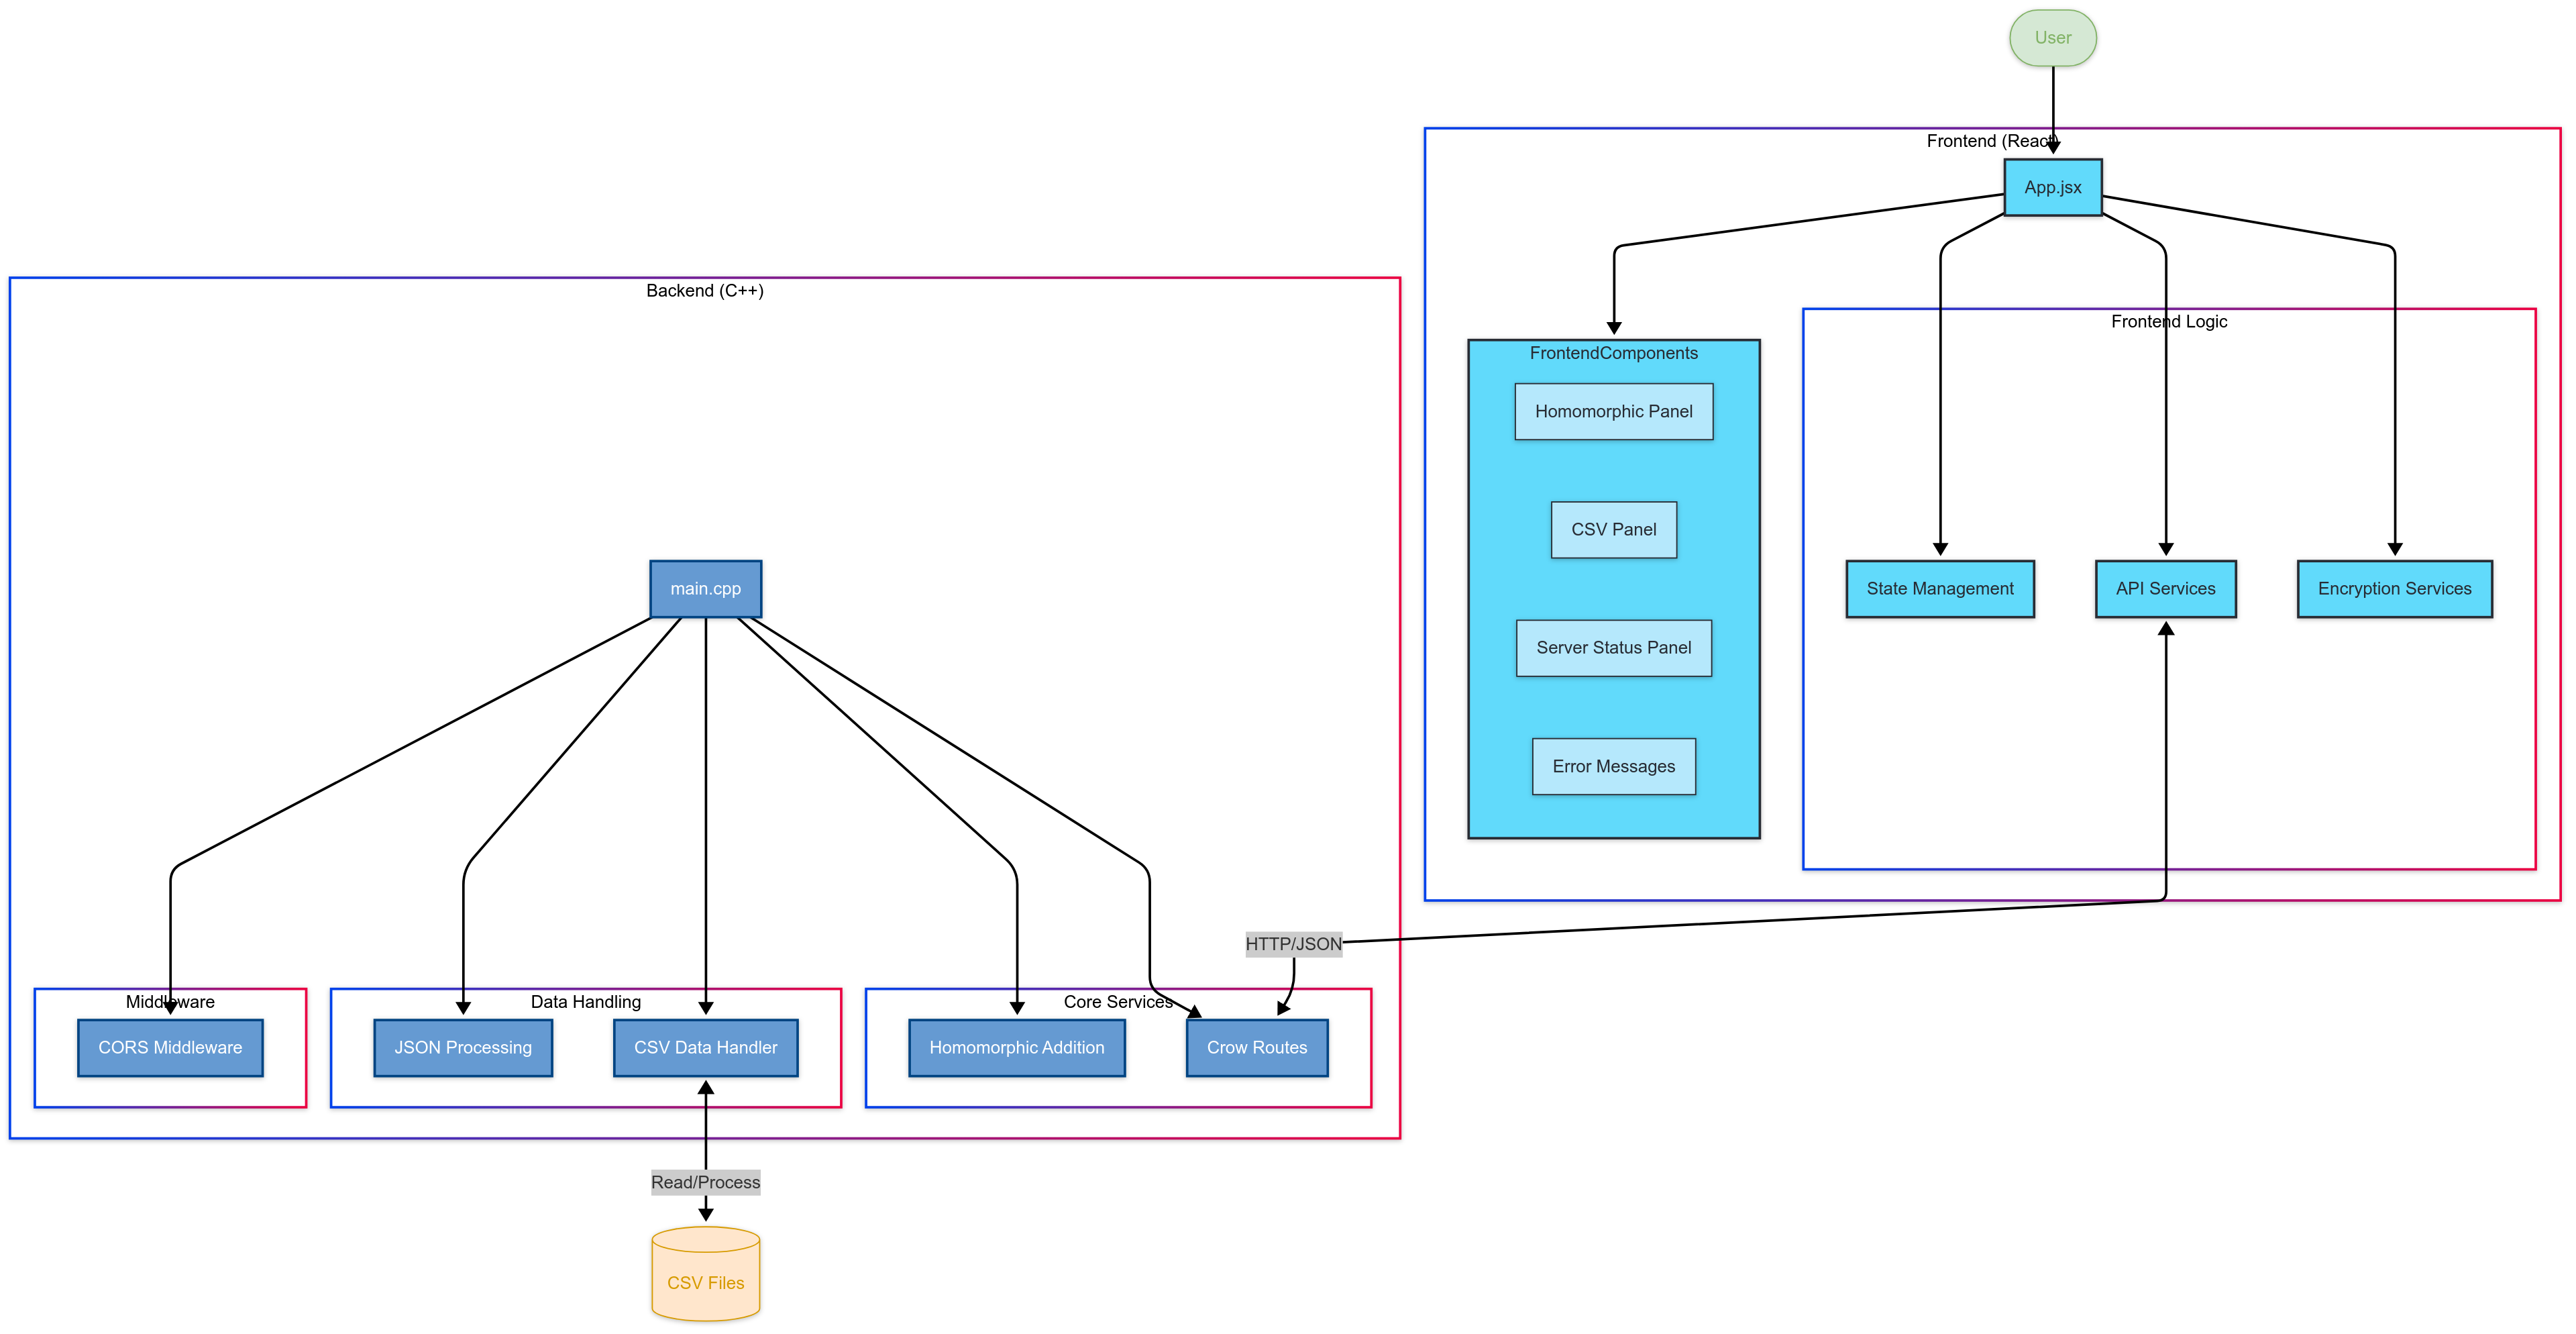 User
Frontend (React)
App.jsx
Backend (C++)
Frontend Logic
FrontendComponents
Homomorphic Panel
CSV Panel
Server Status Panel
Error Messages
State Management
API Services
Encryption Services
main.cpp
HTTP/JSON
Middleware
CORS Middleware
Data Handling
JSON Processing
CSV Data Handler
Core Services
Homomorphic Addition
Crow Routes
Read/Process
CSV Files